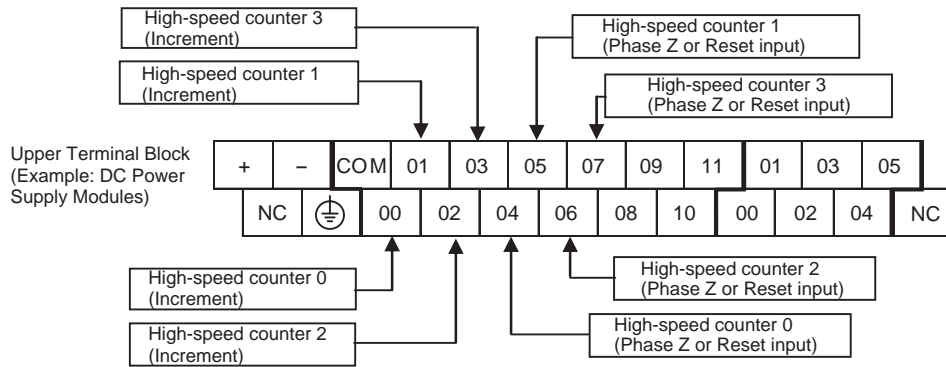 High-speed counter 3
(Increment)
High-speed counter 1
(Phase Z or Reset input)
High-speed counter 1
(Increment)
High-speed counter 3
(Phase Z or Reset input)
Upper Terminal Block
(Example: DC Power
Supply Modules)
+ – COM 01 03 05 07 09 11 01 03 05
NC 00 02 04 06 08 10 00 02 04 NC
High-speed counter 0
(Increment)
High-speed counter 2
(Phase Z or Reset input)
High-speed counter 2
(Increment)
High-speed counter 0
(Phase Z or Reset input)